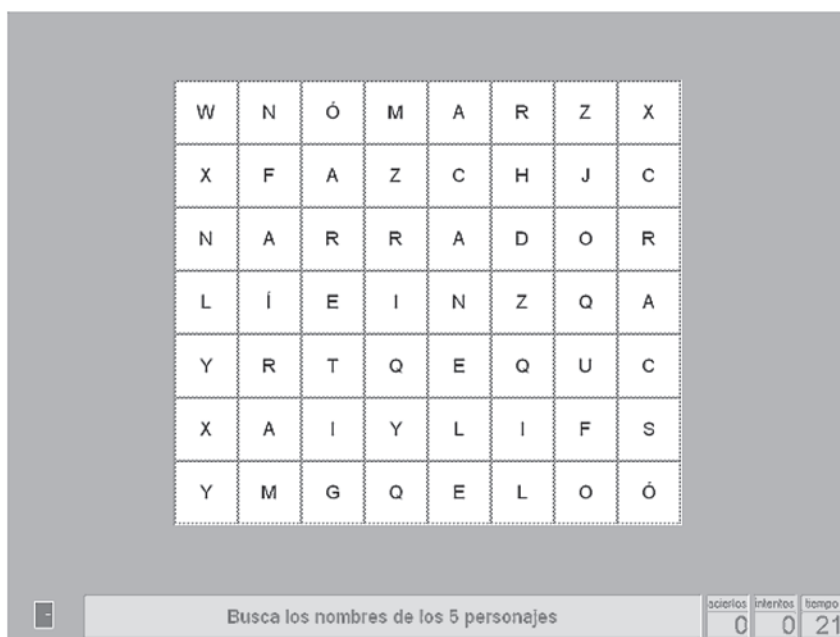 W N Ó M A R Z X
X F A Z C H J C
N A R R A D O R
L Í E I N Z Q A
Y R T Q E Q U C
X A I Y L I F S
Y M G Q E L O Ó
Busca los nombres de los 5 personajes
aciertos intentos tiempo
0 0 21